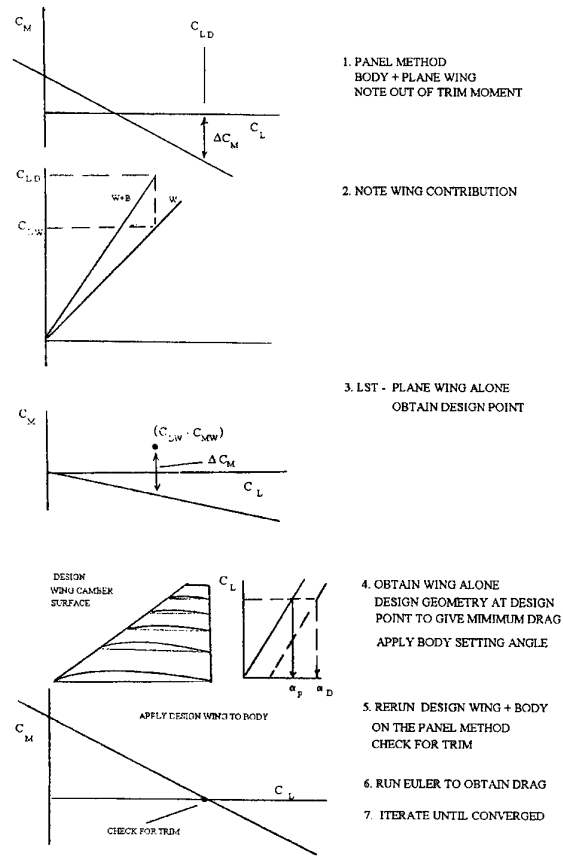 C_M
C_LD
1. PANEL METHOD
BODY + PLANE WING
NOTE OUT OF TRIM MOMENT
C_L
ΔC_M
C_LD
W+B
W
2. NOTE WING CONTRIBUTION
C_LW
3. LST - PLANE WING ALONE
OBTAIN DESIGN POINT
C_M
(C_LW , C_MW)
ΔC_M
C_L
DESIGN
WING CAMBER
SURFACE
C_L
4. OBTAIN WING ALONE
DESIGN GEOMETRY AT DESIGN
POINT TO GIVE MIMIMUM DRAG
APPLY BODY SETTING ANGLE
α_P
α_D
APPLY DESIGN WING TO BODY
5. RERUN DESIGN WING + BODY
ON THE PANEL METHOD
CHECK FOR TRIM
C_M
6. RUN EULER TO OBTAIN DRAG
C_L
7. ITERATE UNTIL CONVERGED
CHECK FOR TRIM